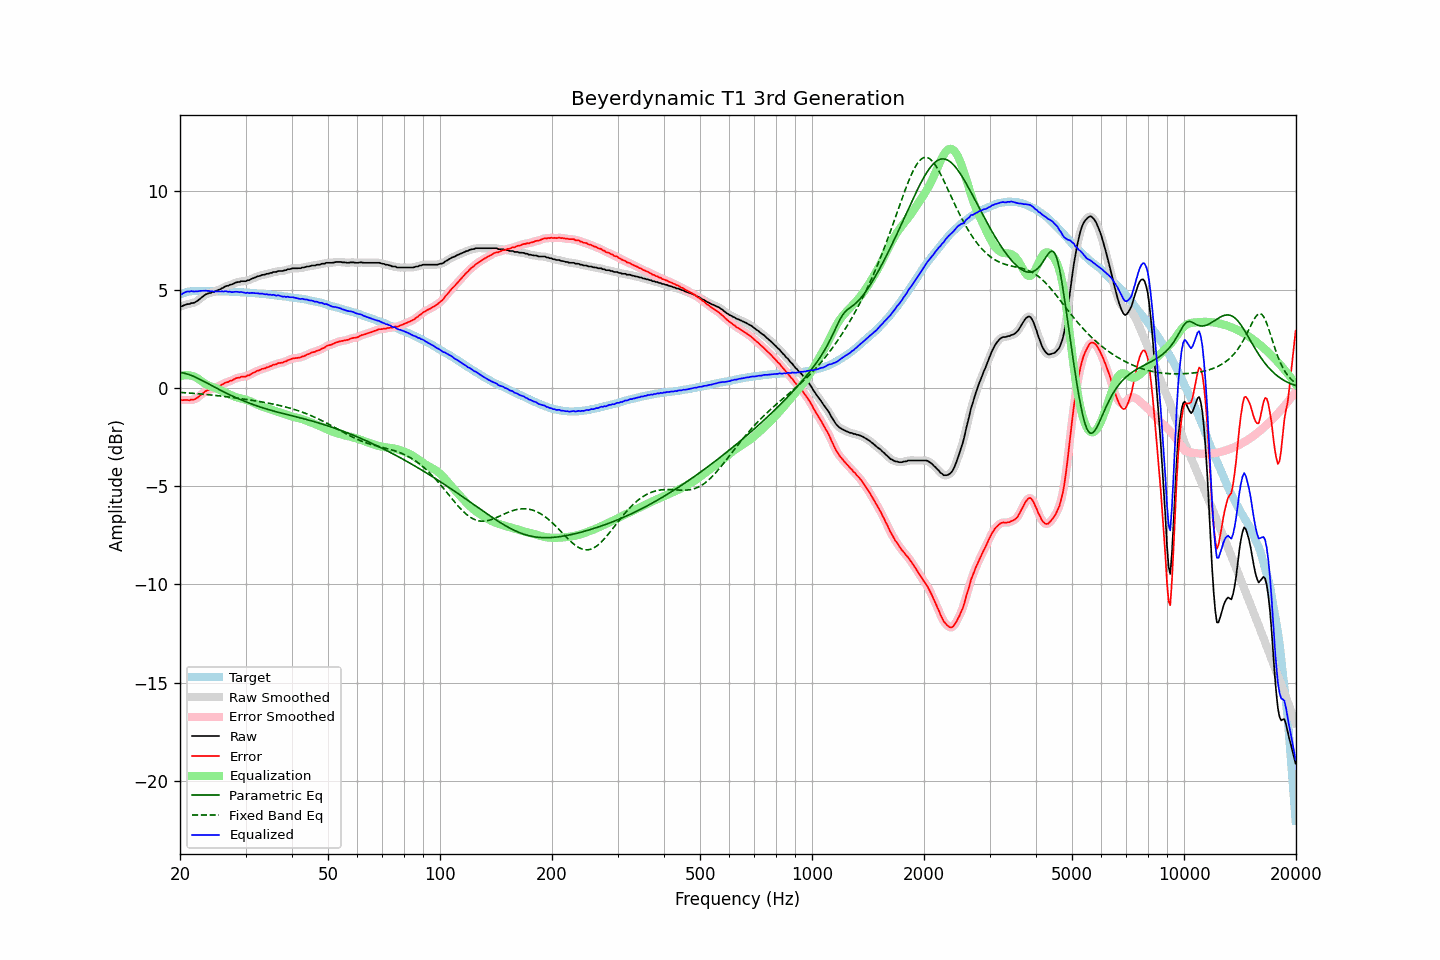 Beyerdynamic T1 3rd Generation
10
5
0
−5
−10
−15
−20
Amplitude (dBr)
Target
Raw Smoothed
Error Smoothed
Raw
Error
Equalization
Parametric Eq
Fixed Band Eq
Equalized
20 50 100 200 500 1000 2000 5000 10000 20000
Frequency (Hz)